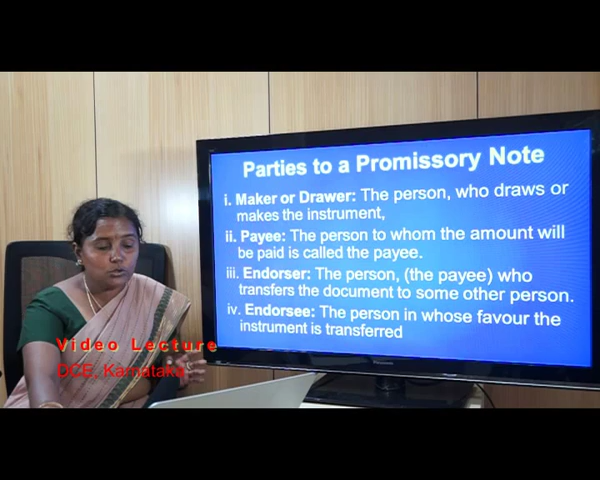 Parties to a Promissory Note
i. Maker or Drawer: The person, who draws or
makes the instrument,
ii. Payee: The person to whom the amount will
be paid is called the payee.
iii. Endorser: The person, (the payee) who
transfers the document to some other person.
iv. Endorsee: The person in whose favour the
instrument is transferred
Video Lecture
DCE, Karnataka